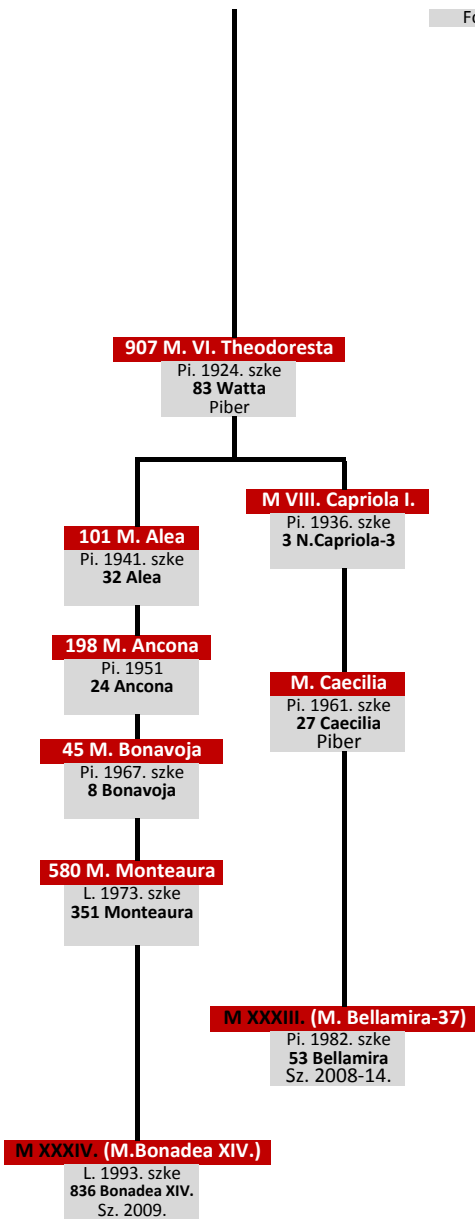 Fo
907 M. VI. Theodoresta
Pi. 1924. szke
83 Watta
Piber
M VIII. Capriola I.
Pi. 1936. szke
3 N.Capriola-3
101 M. Alea
Pi. 1941. szke
32 Alea
198 M. Ancona
Pi. 1951
24 Ancona
M. Caecilia
Pi. 1961. szke
27 Caecilia
Piber
45 M. Bonavoja
Pi. 1967. szke
8 Bonavoja
580 M. Monteaura
L. 1973. szke
351 Monteaura
M XXXIII. (M. Bellamira-37)
Pi. 1982. szke
53 Bellamira
Sz. 2008-14.
M XXXIV. (M.Bonadea XIV.)
L. 1993. szke
836 Bonadea XIV.
Sz. 2009.